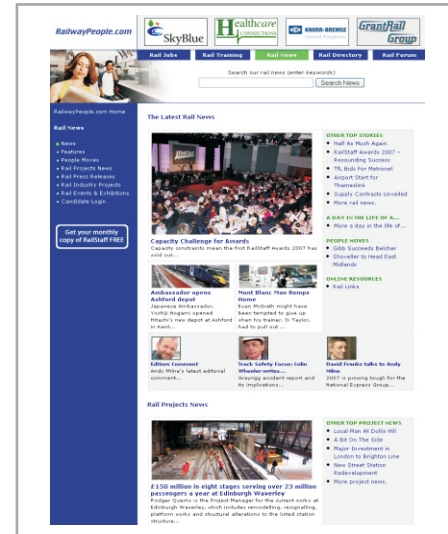 RailwayPeople.com
SkyBlue
Healthcare
CONNECTIONS
KNORR-BREMSE
United Kingdom
GrantRail
Group
Rail Jobs
Rail Training
Rail News
Rail Directory
Rail Forum
Search our rail news (enter keywords)
Search News
RailwayPeople.com Home
Rail News
News
Features
People Moves
Rail Projects News
Rail Press Releases
Rail Industry Projects
Rail Events & Exhibitions
Candidate Login
Get your monthly
copy of RailStaff FREE
The Latest Rail News
Capacity Challenge for Awards
Capacity constraints mean the first RailStaff Awards 2007 has
sold out...
Ambassador opens
Ashford depot
Japanese Ambassador,
Yoshiji Nogami opened
Hitachi's new depot at Ashford
in Kent...
Mont Blanc Man Romps
Home
Euan McGrath might have
been tempted to give up
when his trainer, Si Taylor,
had to pull out ...
Editors Comment
Andy Milne's latest editorial
comment...
Track Safety Focus: Colin
Wheeler writes...
Grayrigg accident report and
its implications...
David Franks talks to Andy
Milne
2007 is proving tough for the
National Express Group...
OTHER TOP STORIES
Half As Much Again
RailStaff Awards 2007 –
Resounding Success
TfL Bids For Metronet
Airport Start for
Thameslink
Supply Contracts Unveiled
More rail news.
A DAY IN THE LIFE OF A...
More a day in the life of...
PEOPLE MOVES
Gibb Succeeds Belcher
Shoveller to Head East
Midlands
ONLINE RESOURCES
Rail Links
Rail Projects News
£150 million in eight stages serving over 23 million
passengers a year at Edinburgh Waverley
Rodger Querns is the Project Manager for the current works at
Edinburgh Waverley, which includes remodelling, resignalling,
platform works and structural alterations to the listed station
structure...
OTHER TOP PROJECT NEWS
Local Man At Dollis Hill
A Bit On The Side
Major Investment in
London to Brighton Line
New Street Station
Redevelopment
More project news.